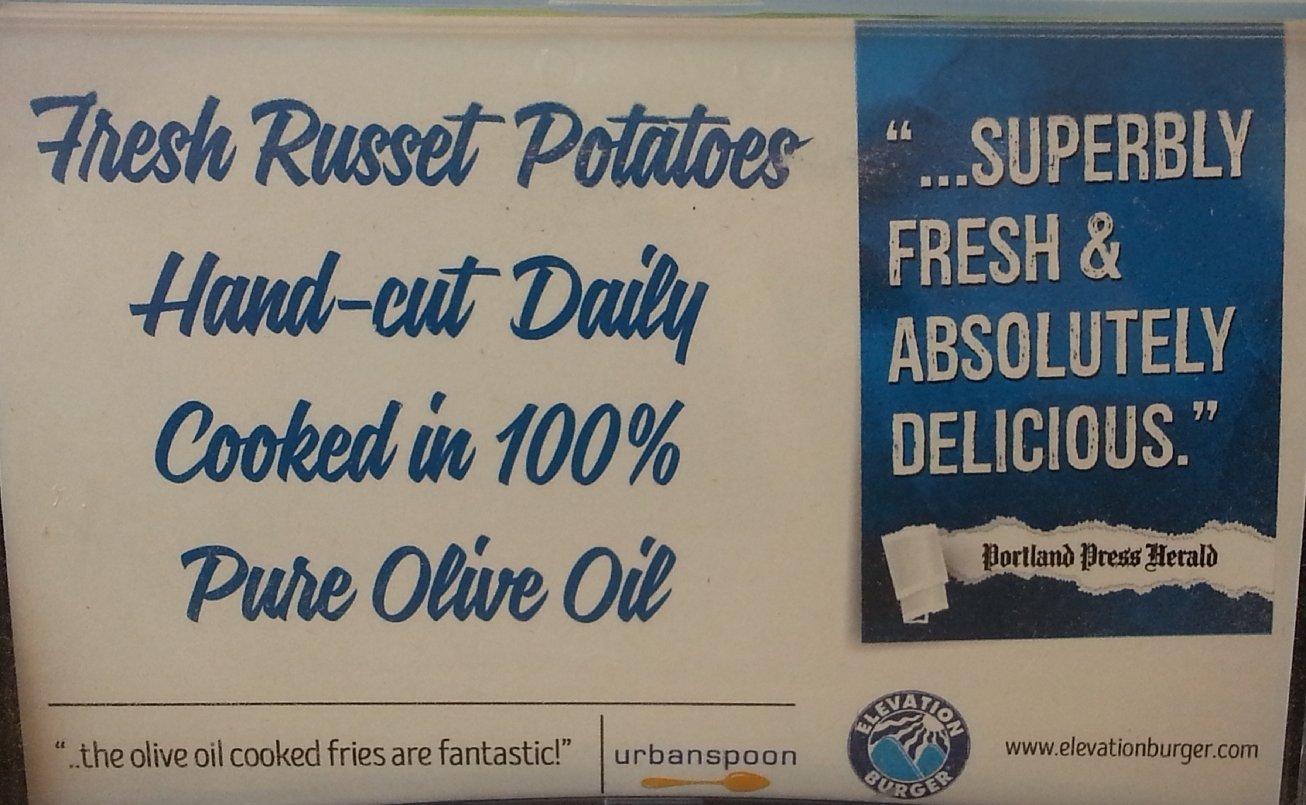 Fresh Russet Potatoes
Hand-cut Daily
Cooked in 100%
Pure Olive Oil
“ ...SUPERBLY
FRESH &
ABSOLUTELY
DELICIOUS.”
Portland Press Herald
“..the olive oil cooked fries are fantastic!”
urbanspoon
ELEVATION
BURGER
www.elevationburger.com